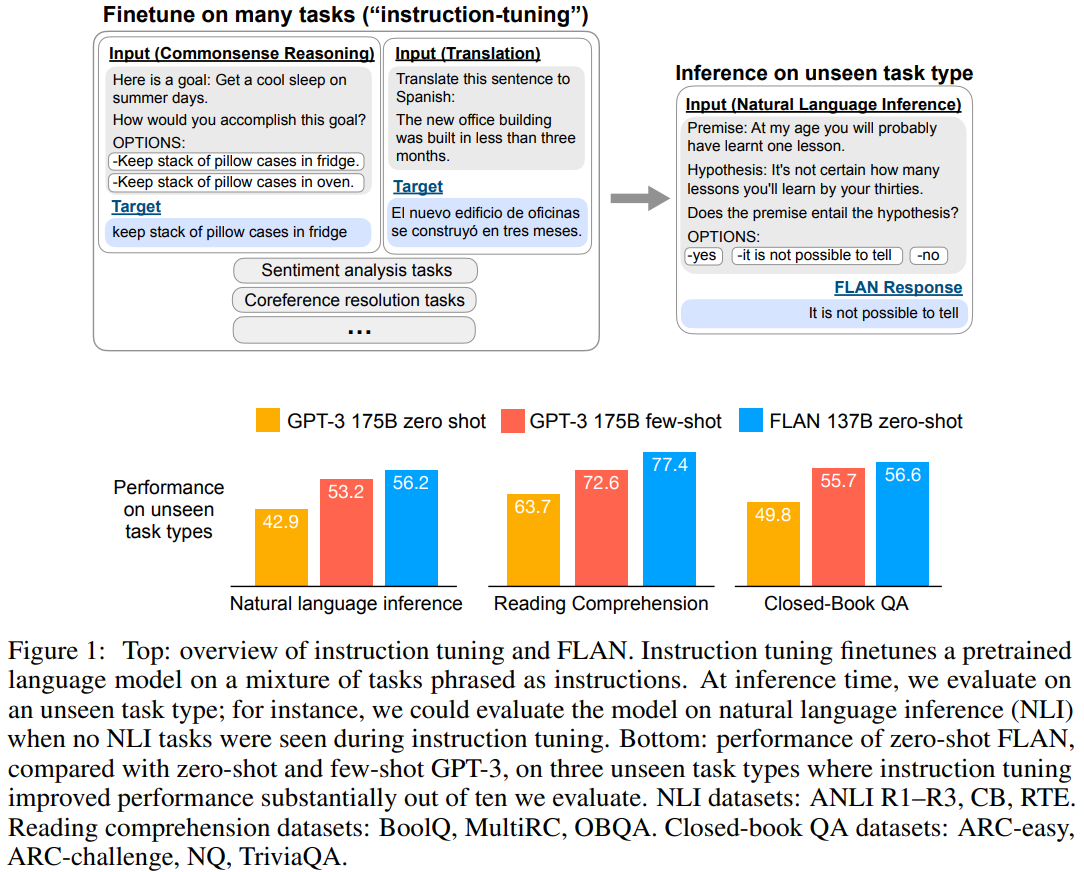 Finetune on many tasks (“instruction-tuning”)
Input (Commonsense Reasoning)
Here is a goal: Get a cool sleep on
summer days.
How would you accomplish this goal?
OPTIONS:
-Keep stack of pillow cases in fridge.
-Keep stack of pillow cases in oven.
Target
keep stack of pillow cases in fridge
Input (Translation)
Translate this sentence to
Spanish:
The new office building
was built in less than three
months.
Target
El nuevo edificio de oficinas
se construyó en tres meses.
Sentiment analysis tasks
Coreference resolution tasks
...
Inference on unseen task type
Input (Natural Language Inference)
Premise: At my age you will probably
have learnt one lesson.
Hypothesis: It's not certain how many
lessons you'll learn by your thirties.
Does the premise entail the hypothesis?
OPTIONS:
-yes -it is not possible to tell -no
FLAN Response
It is not possible to tell
GPT-3 175B zero shot GPT-3 175B few-shot FLAN 137B zero-shot
Performance
on unseen
task types
42.9 53.2 56.2
63.7 72.6 77.4
49.8 55.7 56.6
Natural language inference Reading Comprehension Closed-Book QA
Figure 1: Top: overview of instruction tuning and FLAN. Instruction tuning finetunes a pretrained
language model on a mixture of tasks phrased as instructions. At inference time, we evaluate on
an unseen task type; for instance, we could evaluate the model on natural language inference (NLI)
when no NLI tasks were seen during instruction tuning. Bottom: performance of zero-shot FLAN,
compared with zero-shot and few-shot GPT-3, on three unseen task types where instruction tuning
improved performance substantially out of ten we evaluate. NLI datasets: ANLI R1–R3, CB, RTE.
Reading comprehension datasets: BoolQ, MultiRC, OBQA. Closed-book QA datasets: ARC-easy,
ARC-challenge, NQ, TriviaQA.